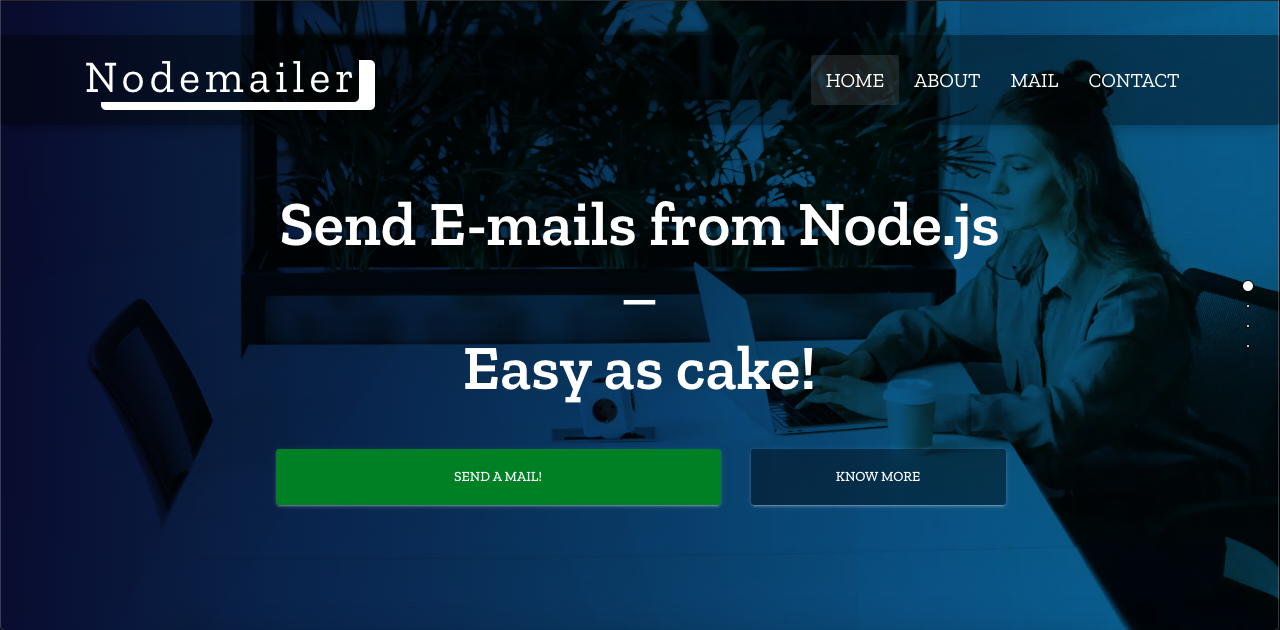 Nodemailer
HOME ABOUT MAIL CONTACT
Send E-mails from Node.js
—
Easy as cake!
SEND A MAIL! KNOW MORE